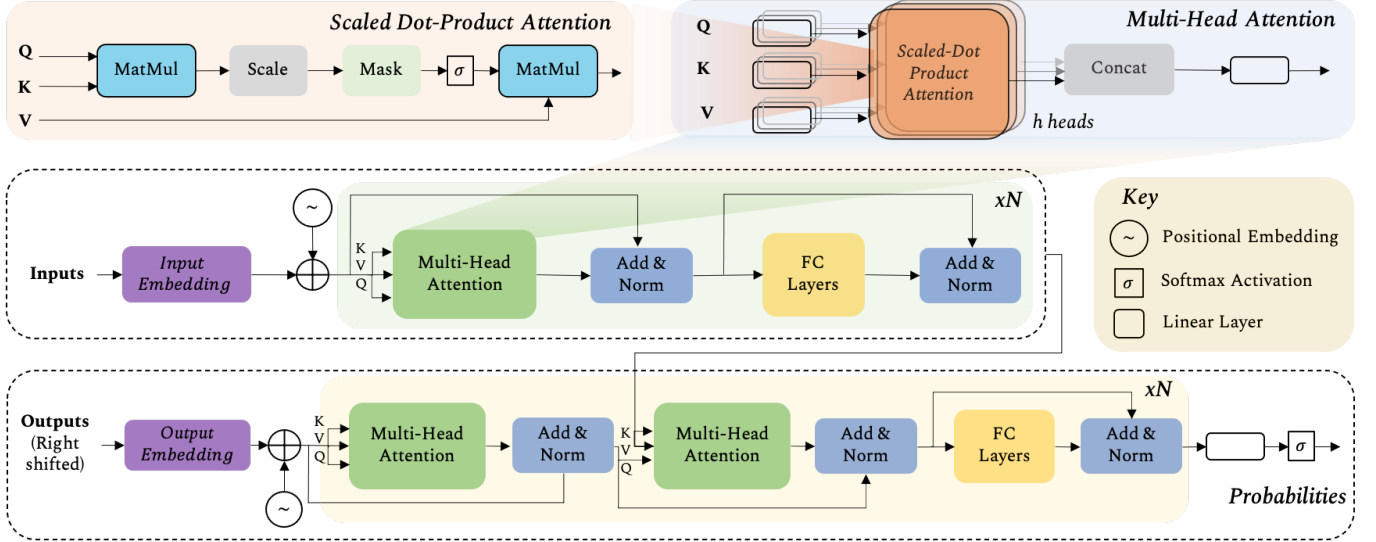 Scaled Dot-Product Attention
Q
K
V
MatMul
Scale
Mask
σ
MatMul
Multi-Head Attention
Q
K
V
Scaled-Dot
Product
Attention
h heads
Concat
Inputs
Input
Embedding
~
K
V
Q
Multi-Head
Attention
Add &
Norm
FC
Layers
Add &
Norm
xN
Key
~
Positional Embedding
σ
Softmax Activation
Linear Layer
Outputs
(Right
shifted)
Output
Embedding
~
K
V
Q
Multi-Head
Attention
Add &
Norm
K
V
Q
Multi-Head
Attention
Add &
Norm
FC
Layers
Add &
Norm
xN
σ
Probabilities